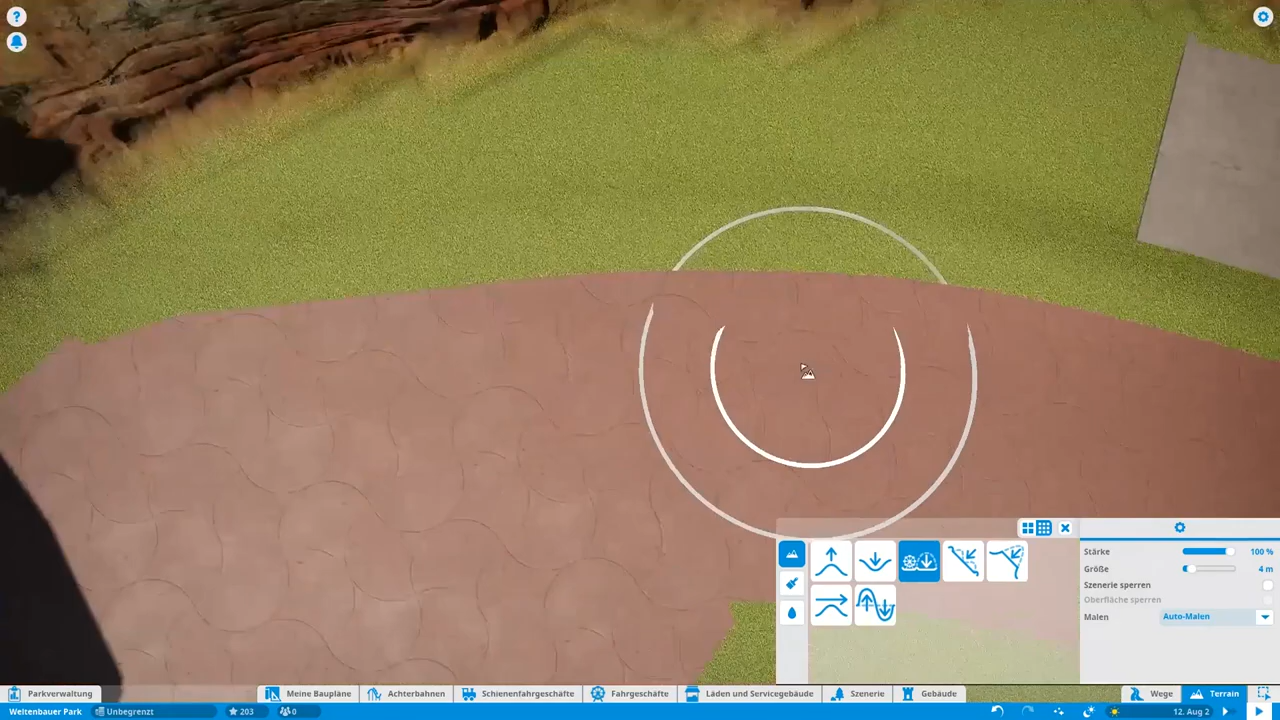 ?
Stärke 100 %
Größe 4 m
Szenerie sperren
Oberfläche sperren
Malen Auto-Malen
Parkverwaltung Meine Baupläne Achterbahnen Schienenfahrgeschäfte Fahrgeschäfte Läden und Servicegebäude Szenerie Gebäude Wege Terrain
Weltenbauer Park Unbegrenzt 203 0 12. Aug 2